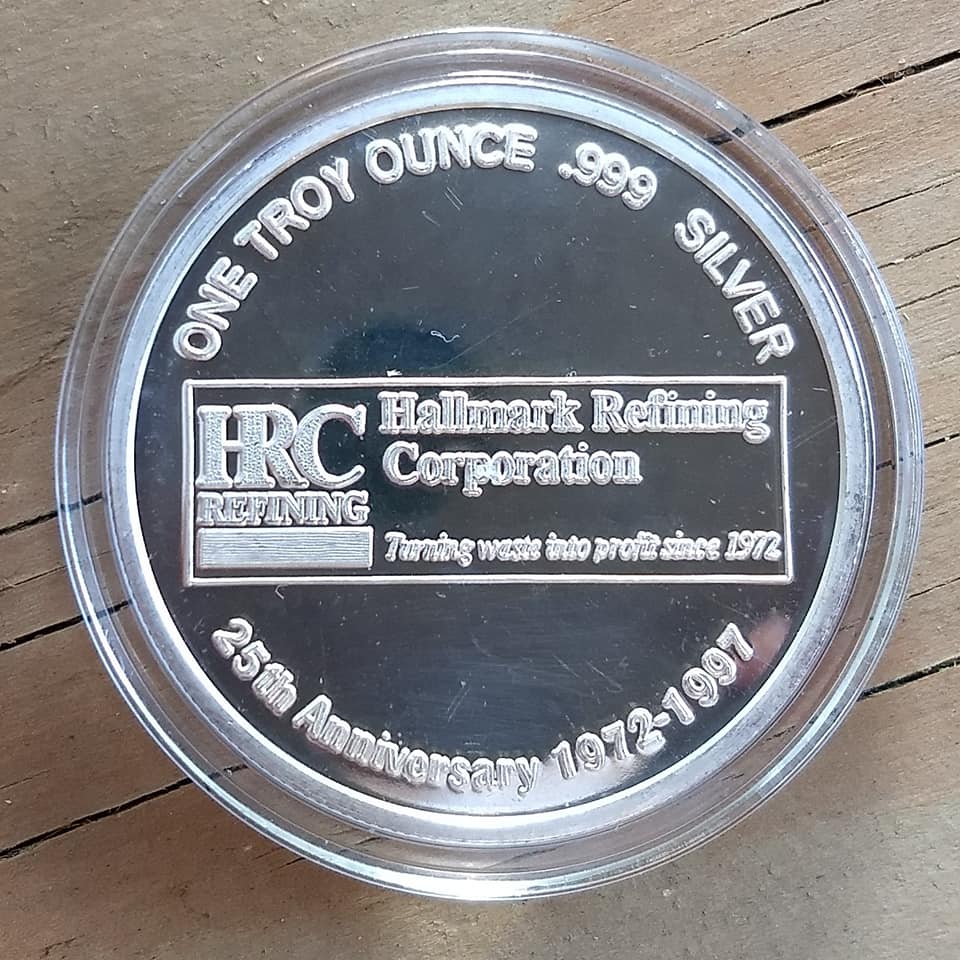 ONE TROY OUNCE .999 SILVER
HRC
REFINING
Hallmark Refining
Corporation
Turning waste into profit since 1972
25th Anniversary 1972-1997